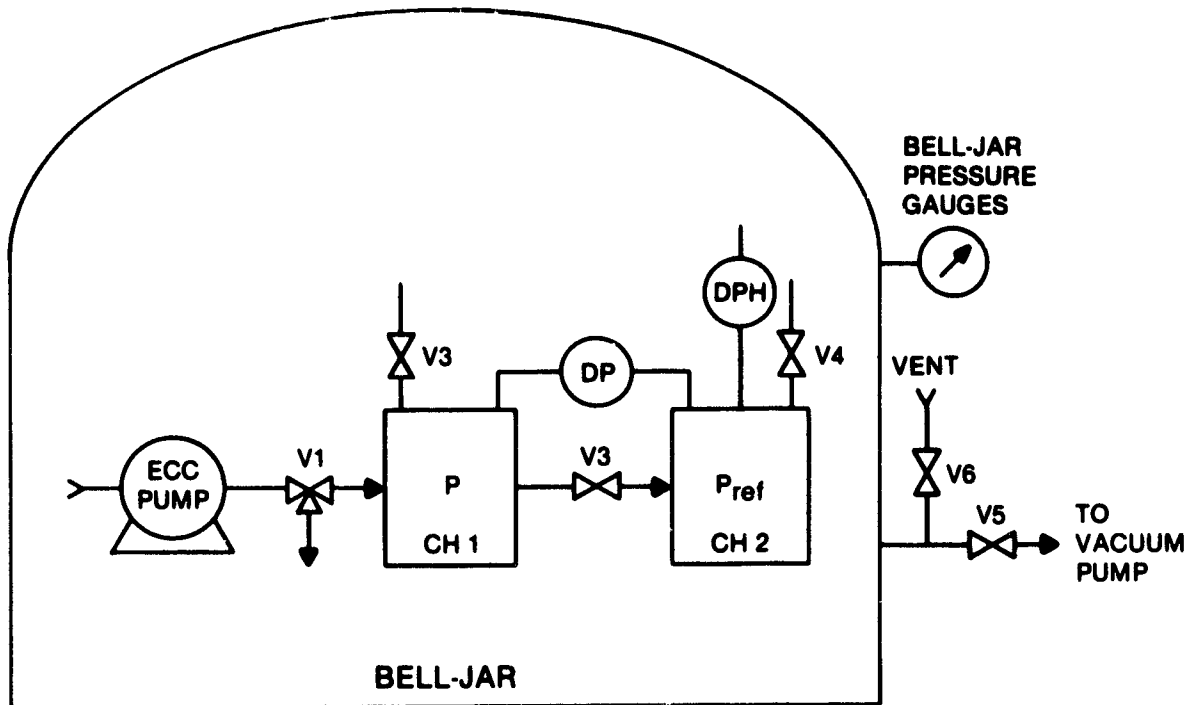 BELL-JAR
PRESSURE
GAUGES
DPH
V3
DP
V4
VENT
ECC
PUMP
V1
V3
P
Pref
V6
CH 1
CH 2
V5
TO
VACUUM
PUMP
BELL-JAR